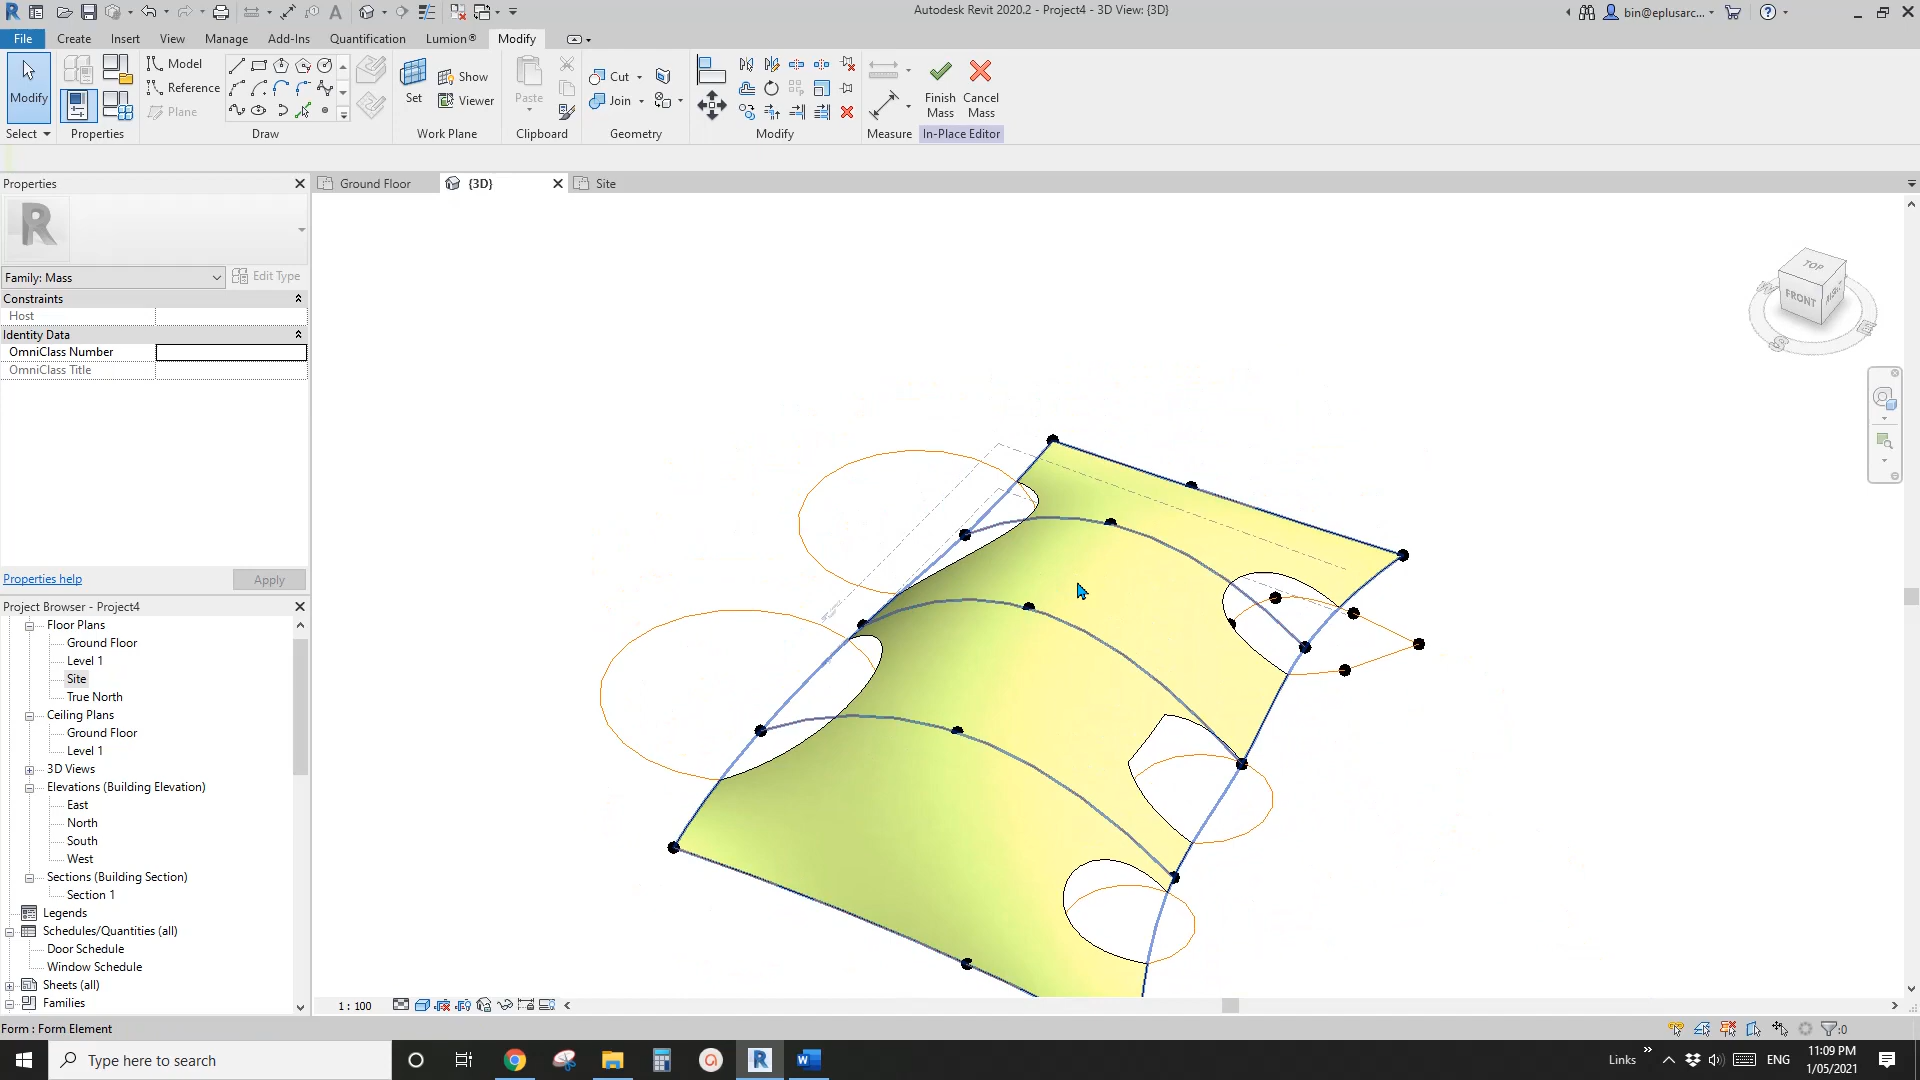 Autodesk Revit 2020.2 - Project4 - 3D View: {3D}
bin@eplusarc...
File Create Insert View Manage Add-Ins Quantification Lumion® Modify
Modify
Model
Reference
Plane
Set
Show
Viewer
Paste
Cut
Join
Finish Mass
Cancel Mass
Select Properties Draw Work Plane Clipboard Geometry Modify Measure In-Place Editor
Properties
Ground Floor {3D} Site
R
Family: Mass
Edit Type
Constraints
Host
Identity Data
OmniClass Number
OmniClass Title
TOP
FRONT
W
E
S
Properties help
Apply
Project Browser - Project4
Floor Plans
Ground Floor
Level 1
Site
True North
Ceiling Plans
Ground Floor
Level 1
3D Views
Elevations (Building Elevation)
East
North
South
West
Sections (Building Section)
Section 1
Legends
Schedules/Quantities (all)
Door Schedule
Window Schedule
Sheets (all)
Families
1 : 100
Form : Form Element
:0
Type here to search
Links
ENG
11:09 PM
1/05/2021